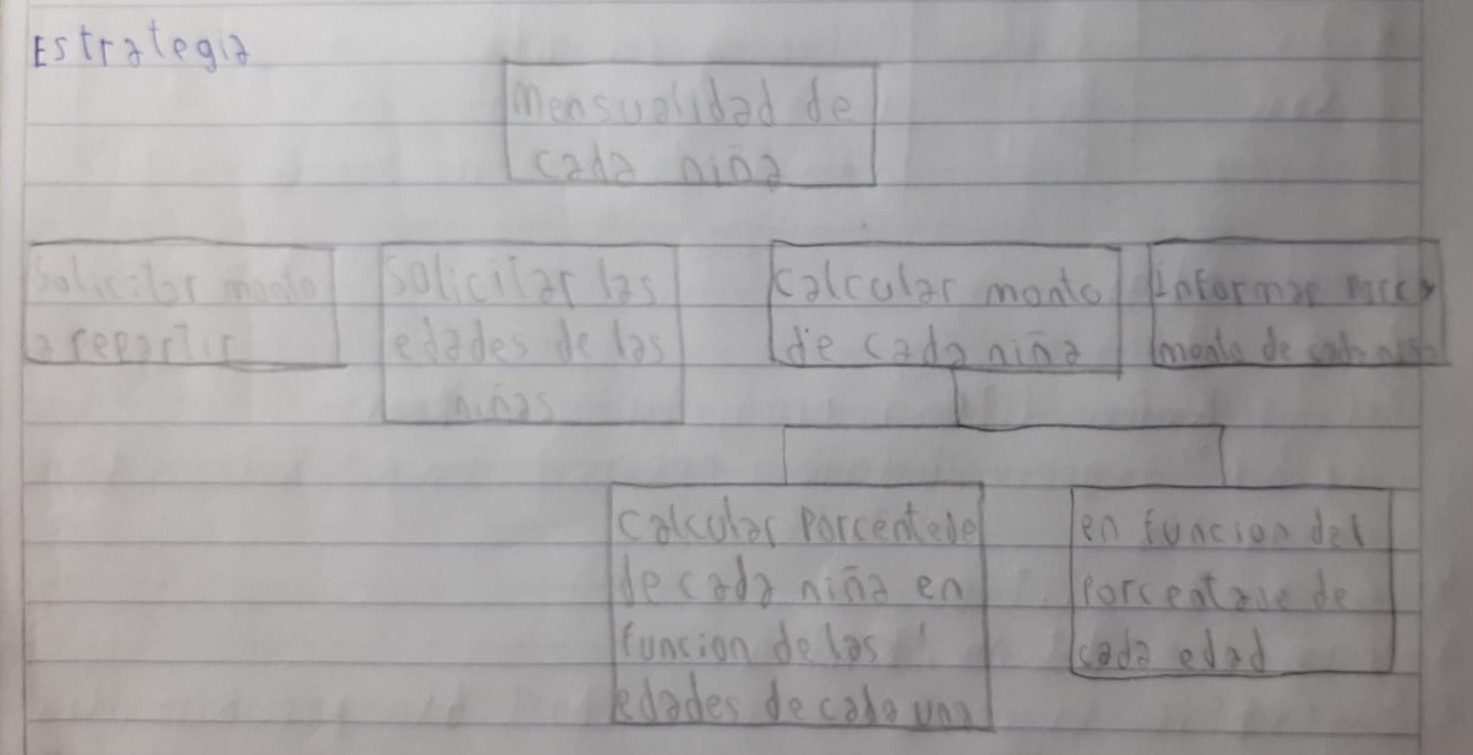 Estrategia
Mensualidad de
cada niña
Solicitar monto
a repartir
Solicitar las
edades de las
niñas
Calcular monto
de cada niña
Informar
monto de cada niña
Calcular Porcentede
de cada niña en
funcion de las
edades de cada una
en funcion del
Porcentaje de
cada edad